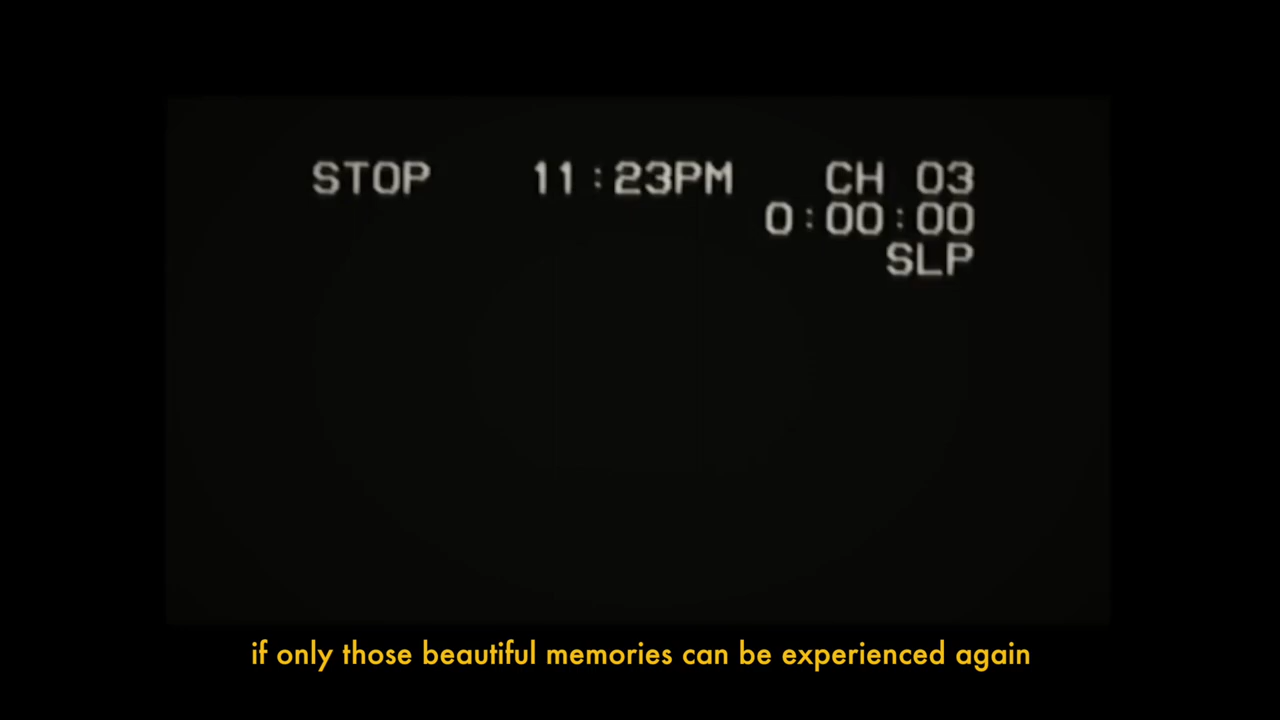 STOP 11:23PM CH 03
0:00:00
SLP
if only those beautiful memories can be experienced again